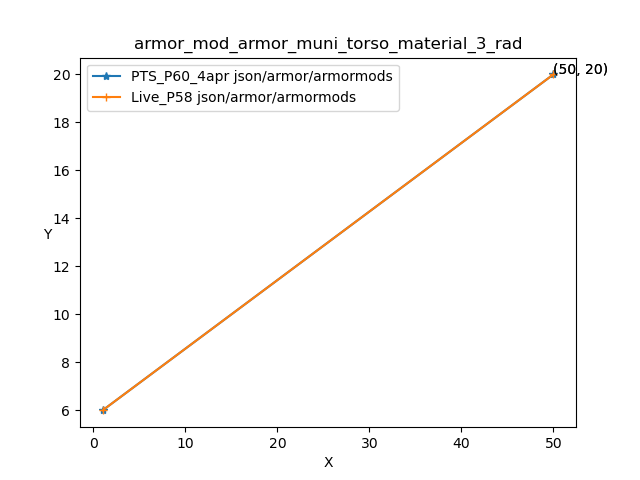 armor_mod_armor_muni_torso_material_3_rad
PTS_P60_4apr json/armor/armormods
Live_P58 json/armor/armormods
(50, 20)
20
18
16
14
12
10
8
6
Y
0 10 20 30 40 50
X